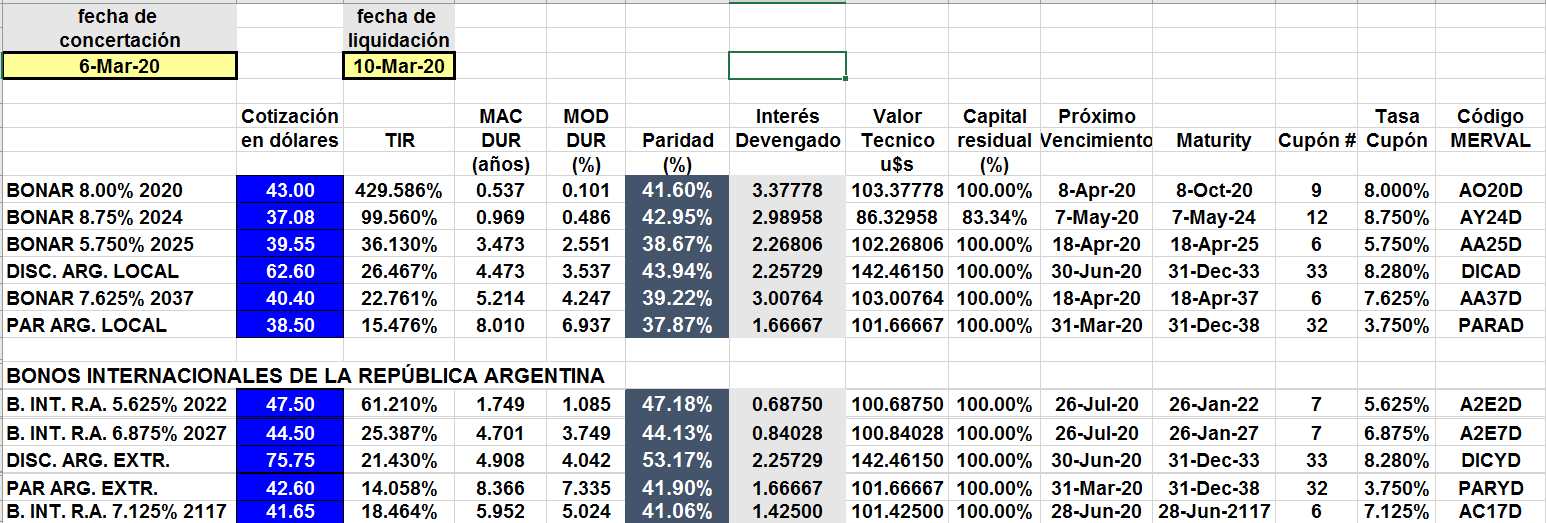 fecha de fecha de
concertación liquidación
6-Mar-20 10-Mar-20
Cotización MAC MOD Interés Valor Capital Próximo Tasa Código
en dólares TIR DUR DUR Paridad Devengado Tecnico residual Vencimiento Maturity Cupón # Cupón MERVAL
(años) (%) (%) u$s (%)
BONAR 8.00% 2020 43.00 429.586% 0.537 0.101 41.60% 3.37778 103.37778 100.00% 8-Apr-20 8-Oct-20 9 8.000% AO20D
BONAR 8.75% 2024 37.08 99.560% 0.969 0.486 42.95% 2.98958 86.32958 83.34% 7-May-20 7-May-24 12 8.750% AY24D
BONAR 5.750% 2025 39.55 36.130% 3.473 2.551 38.67% 2.26806 102.26806 100.00% 18-Apr-20 18-Apr-25 6 5.750% AA25D
DISC. ARG. LOCAL 62.60 26.467% 4.473 3.537 43.94% 2.25729 142.46150 100.00% 30-Jun-20 31-Dec-33 33 8.280% DICAD
BONAR 7.625% 2037 40.40 22.761% 5.214 4.247 39.22% 3.00764 103.00764 100.00% 18-Apr-20 18-Apr-37 6 7.625% AA37D
PAR ARG. LOCAL 38.50 15.476% 8.010 6.937 37.87% 1.66667 101.66667 100.00% 31-Mar-20 31-Dec-38 32 3.750% PARAD
BONOS INTERNACIONALES DE LA REPÚBLICA ARGENTINA
B. INT. R.A. 5.625% 2022 47.50 61.210% 1.749 1.085 47.18% 0.68750 100.68750 100.00% 26-Jul-20 26-Jan-22 7 5.625% A2E2D
B. INT. R.A. 6.875% 2027 44.50 25.387% 4.701 3.749 44.13% 0.84028 100.84028 100.00% 26-Jul-20 26-Jan-27 7 6.875% A2E7D
DISC. ARG. EXTR. 75.75 21.430% 4.908 4.042 53.17% 2.25729 142.46150 100.00% 30-Jun-20 31-Dec-33 33 8.280% DICYD
PAR ARG. EXTR. 42.60 14.058% 8.366 7.335 41.90% 1.66667 101.66667 100.00% 31-Mar-20 31-Dec-38 32 3.750% PARYD
B. INT. R.A. 7.125% 2117 41.65 18.464% 5.952 5.024 41.06% 1.42500 101.42500 100.00% 28-Jun-20 28-Jun-2117 6 7.125% AC17D